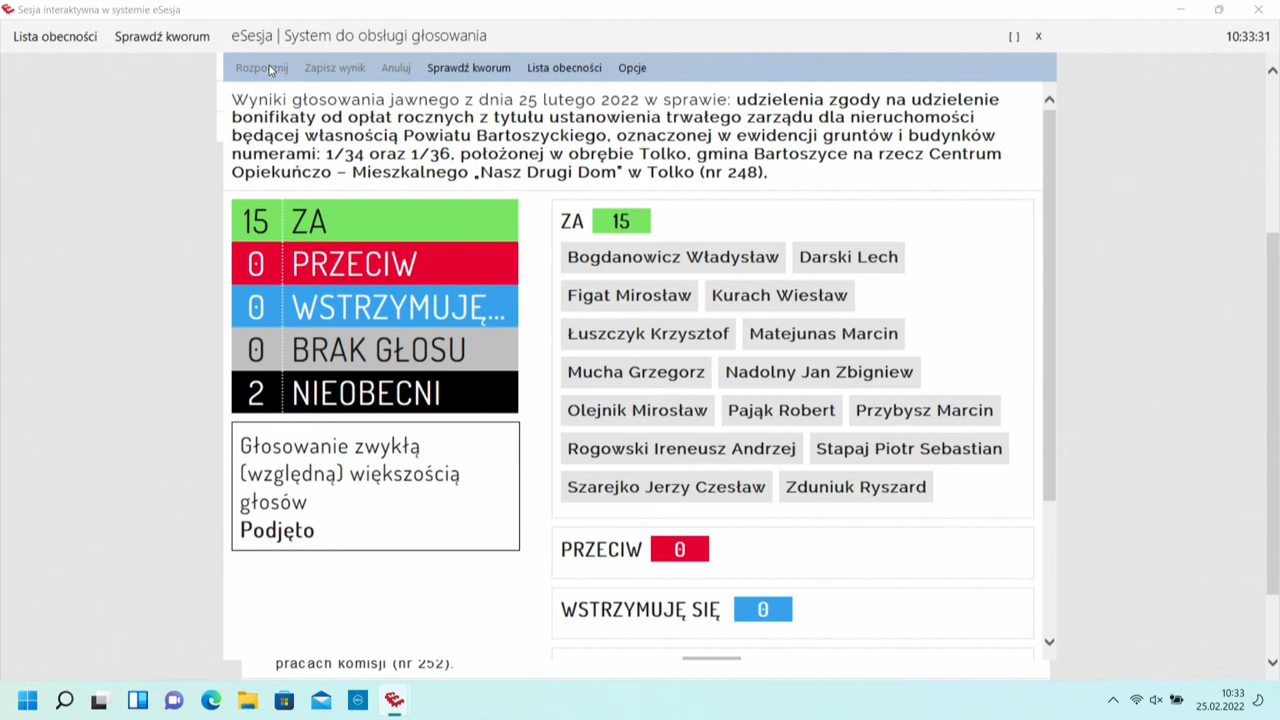 Sesja interaktywna w systemie eSesja
Lista obecności Sprawdź kworum eSesja | System do obsługi głosowania [ ] x 10:33:31
Rozpocznij Zapisz wynik Anuluj Sprawdź kworum Lista obecności Opcje
Wyniki głosowania jawnego z dnia 25 lutego 2022 w sprawie: udzielenia zgody na udzielenie
bonifikaty od opłat rocznych z tytułu ustanowienia trwałego zarządu dla nieruchomości
będącej własnością Powiatu Bartoszyckiego, oznaczonej w ewidencji gruntów i budynków
numerami: 1/34 oraz 1/36, położonej w obrębie Tolko, gmina Bartoszyce na rzecz Centrum
Opiekuńczo – Mieszkalnego „Nasz Drugi Dom" w Tolko (nr 248).
15 ZA
0 PRZECIW
0 WSTRZYMUJĘ...
0 BRAK GŁOSU
2 NIEOBECNI
Głosowanie zwykłą
(względną) większością
głosów
Podjęto
ZA 15
Bogdanowicz Władysław Darski Lech
Figat Mirosław Kurach Wiesław
Łuszczyk Krzysztof Matejunas Marcin
Mucha Grzegorz Nadolny Jan Zbigniew
Olejnik Mirosław Pająk Robert Przybysz Marcin
Rogowski Ireneusz Andrzej Stapaj Piotr Sebastian
Szarejko Jerzy Czesław Zduniuk Ryszard
PRZECIW 0
WSTRZYMUJĘ SIĘ 0
pracach komisji (nr 252).
10:33
25.02.2022